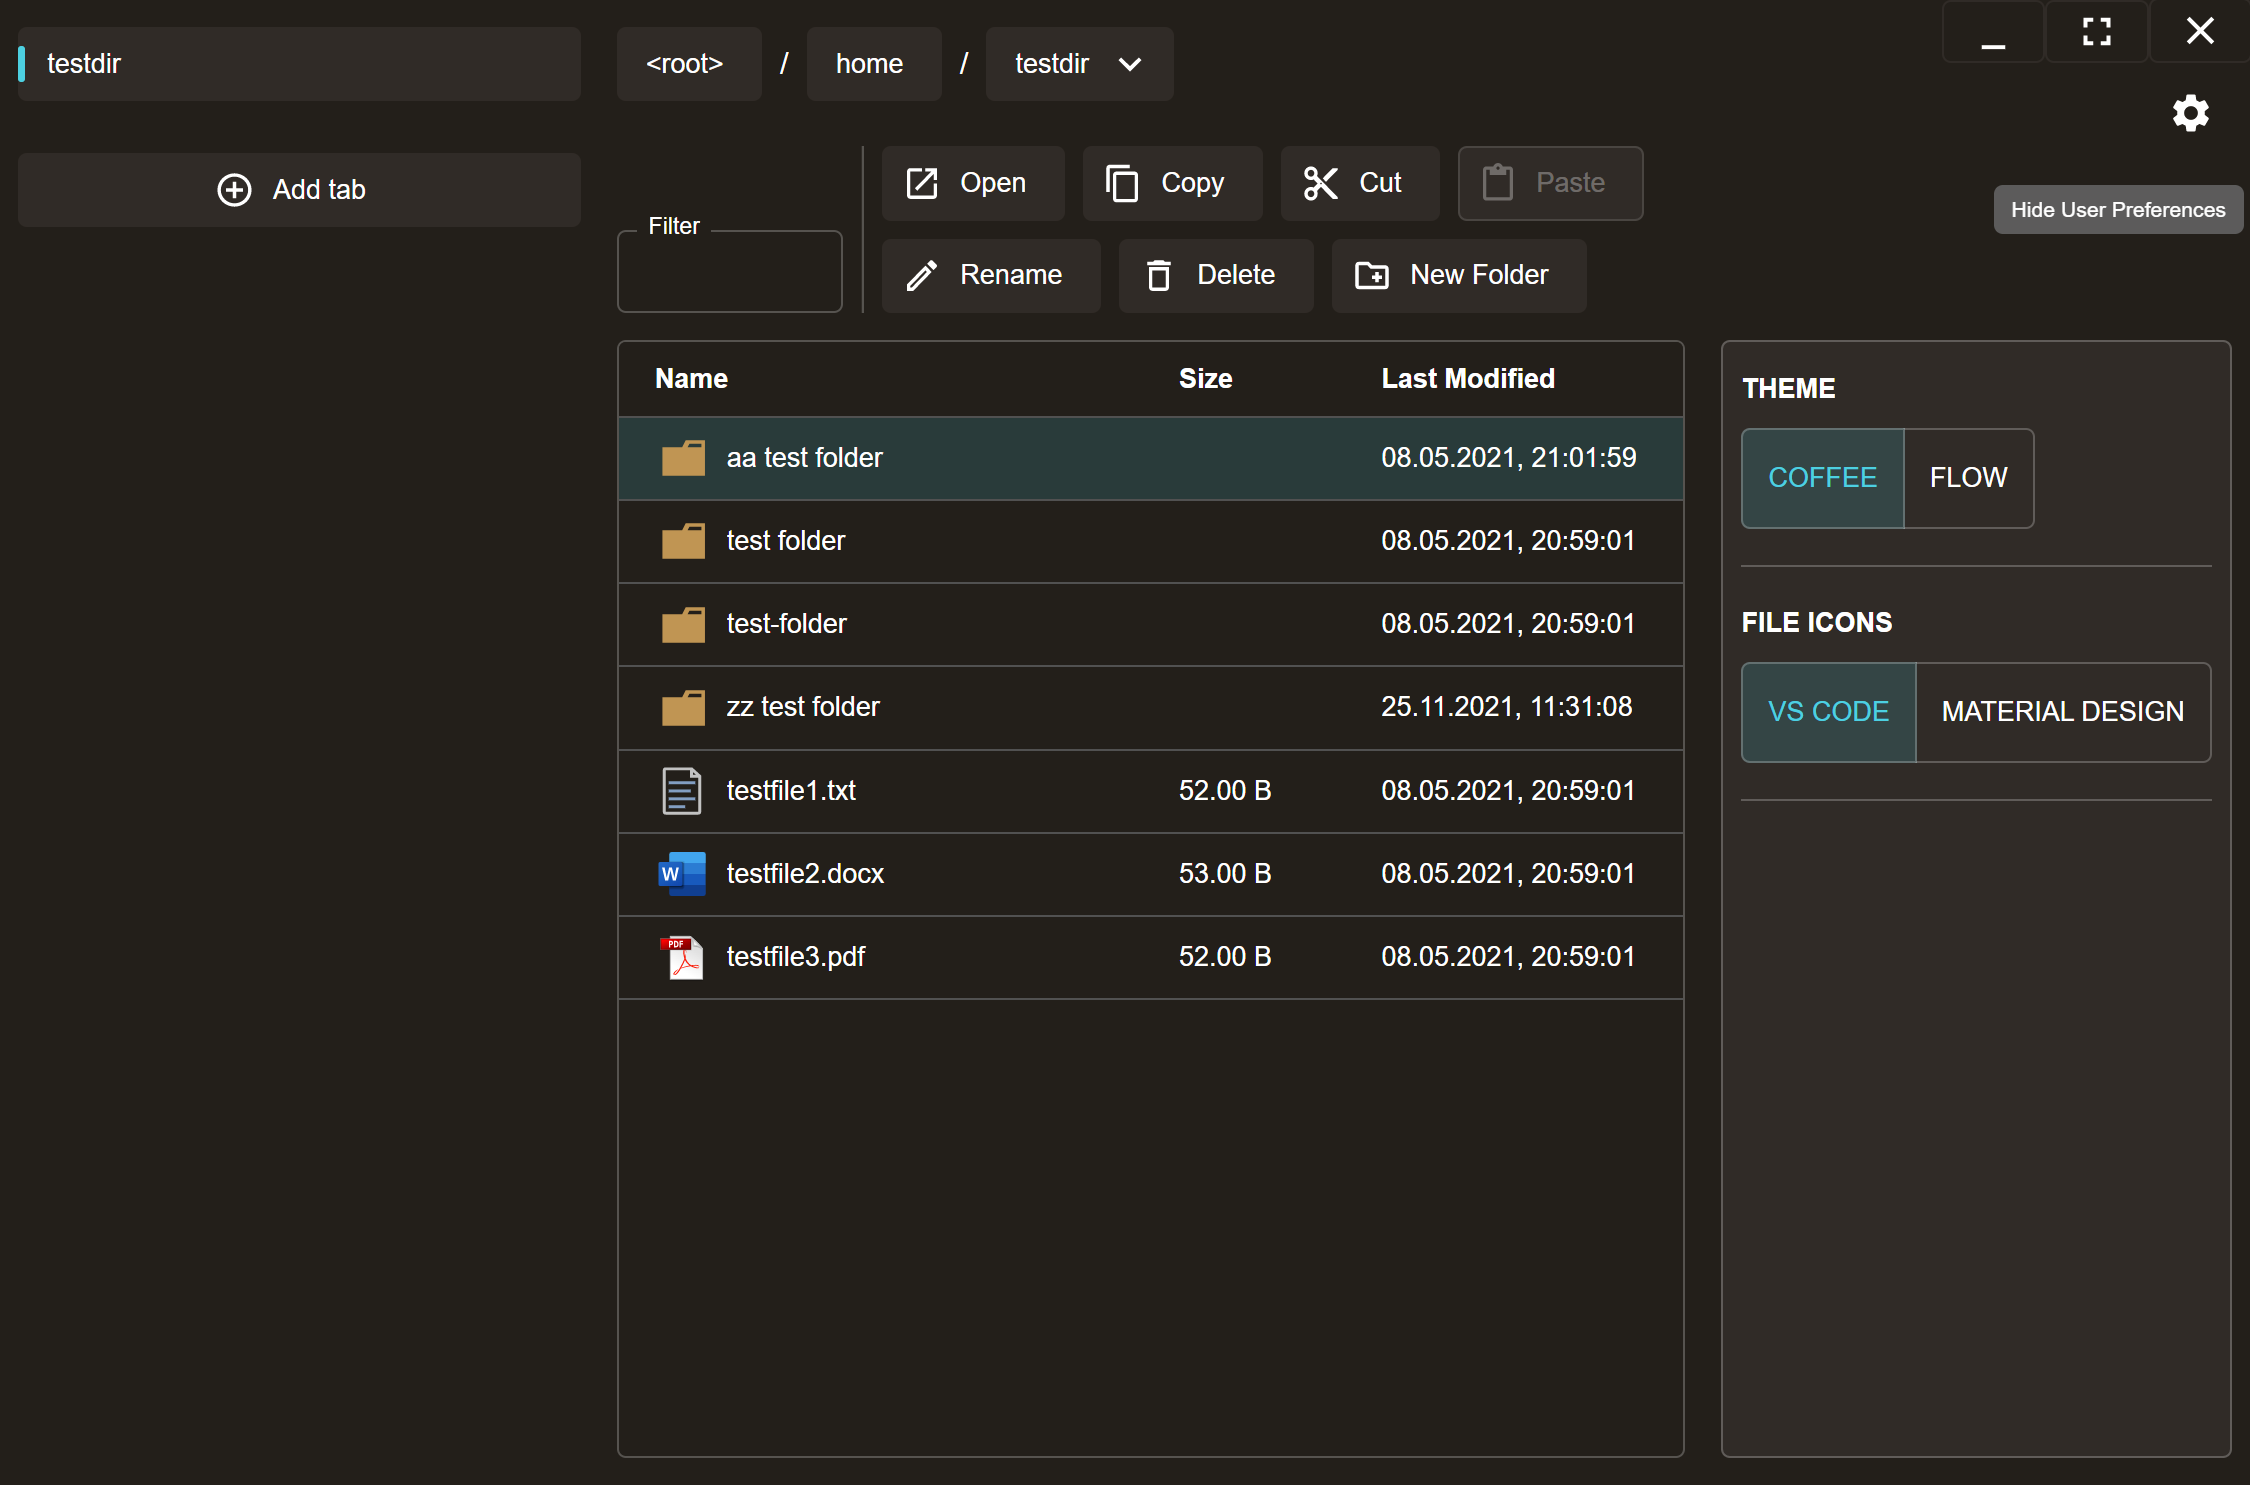 testdir
Add tab
<root> / home / testdir
Filter
Open Copy Cut Paste
Rename Delete New Folder
Hide User Preferences
Name Size Last Modified
aa test folder 08.05.2021, 21:01:59
test folder 08.05.2021, 20:59:01
test-folder 08.05.2021, 20:59:01
zz test folder 25.11.2021, 11:31:08
testfile1.txt 52.00 B 08.05.2021, 20:59:01
W testfile2.docx 53.00 B 08.05.2021, 20:59:01
PDF testfile3.pdf 52.00 B 08.05.2021, 20:59:01
THEME
COFFEE FLOW
FILE ICONS
VS CODE MATERIAL DESIGN